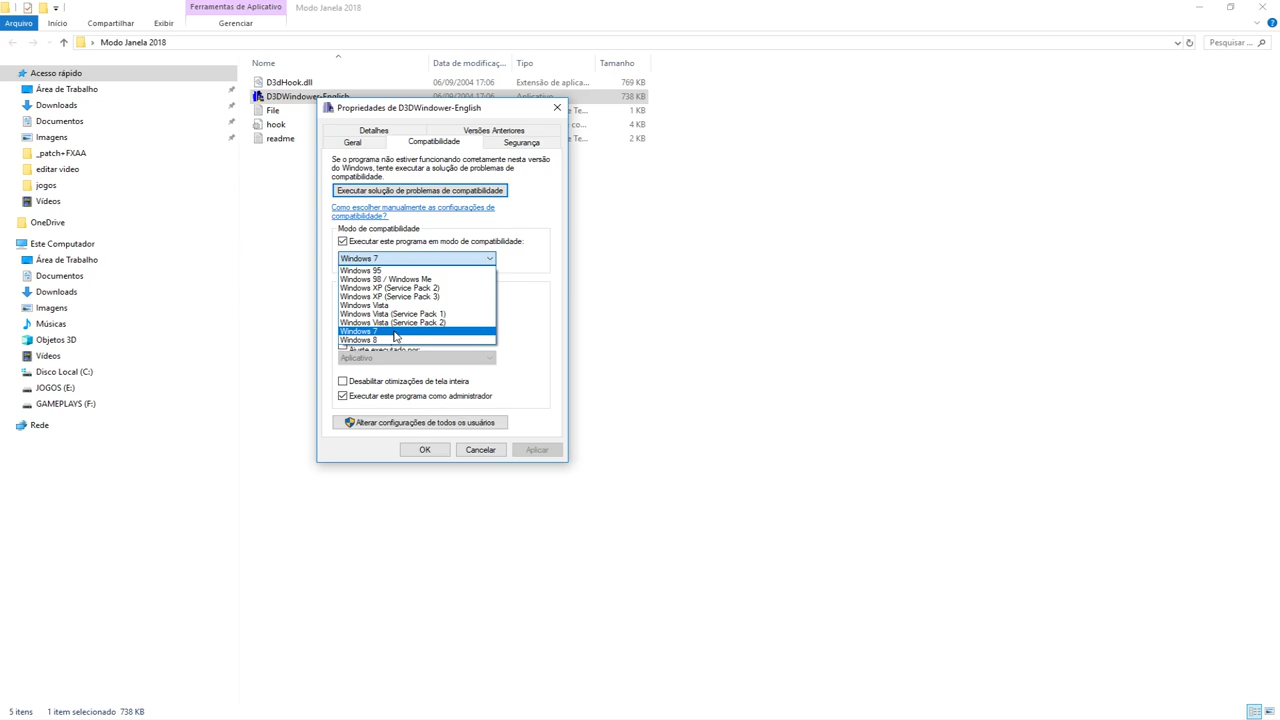 Ferramentas de Aplicativo
Modo Janela 2018
Arquivo
Início
Compartilhar
Exibir
Gerenciar
Modo Janela 2018
Pesquisar ...
Nome
Data de modificaç...
Tipo
Tamanho
Acesso rápido
Área de Trabalho
Downloads
Documentos
Imagens
_patch+FXAA
editar video
jogos
Vídeos
OneDrive
Este Computador
Área de Trabalho
Documentos
Downloads
Imagens
Músicas
Objetos 3D
Vídeos
Disco Local (C:)
JOGOS (E:)
GAMEPLAYS (F:)
Rede
D3dHook.dll 06/09/2004 17:06 Extensão de aplica... 769 KB
D3DWindower-English 06/09/2004 17:06 Aplicativo 738 KB
File 1 KB
hook 4 KB
readme 2 KB
Propriedades de D3DWindower-English
Detalhes
Versões Anteriores
Geral
Compatibilidade
Segurança
Se o programa não estiver funcionando corretamente nesta versão
do Windows, tente executar a solução de problemas de
compatibilidade.
Executar solução de problemas de compatibilidade
Como escolher manualmente as configurações de
compatibilidade?
Modo de compatibilidade
Executar este programa em modo de compatibilidade:
Windows 7
Windows 95
Windows 98 / Windows Me
Windows XP (Service Pack 2)
Windows XP (Service Pack 3)
Windows Vista
Windows Vista (Service Pack 1)
Windows Vista (Service Pack 2)
Windows 7
Windows 8
Ajuste executado por:
Aplicativo
Desabilitar otimizações de tela inteira
Executar este programa como administrador
Alterar configurações de todos os usuários
OK
Cancelar
Aplicar
5 itens
1 item selecionado 738 KB